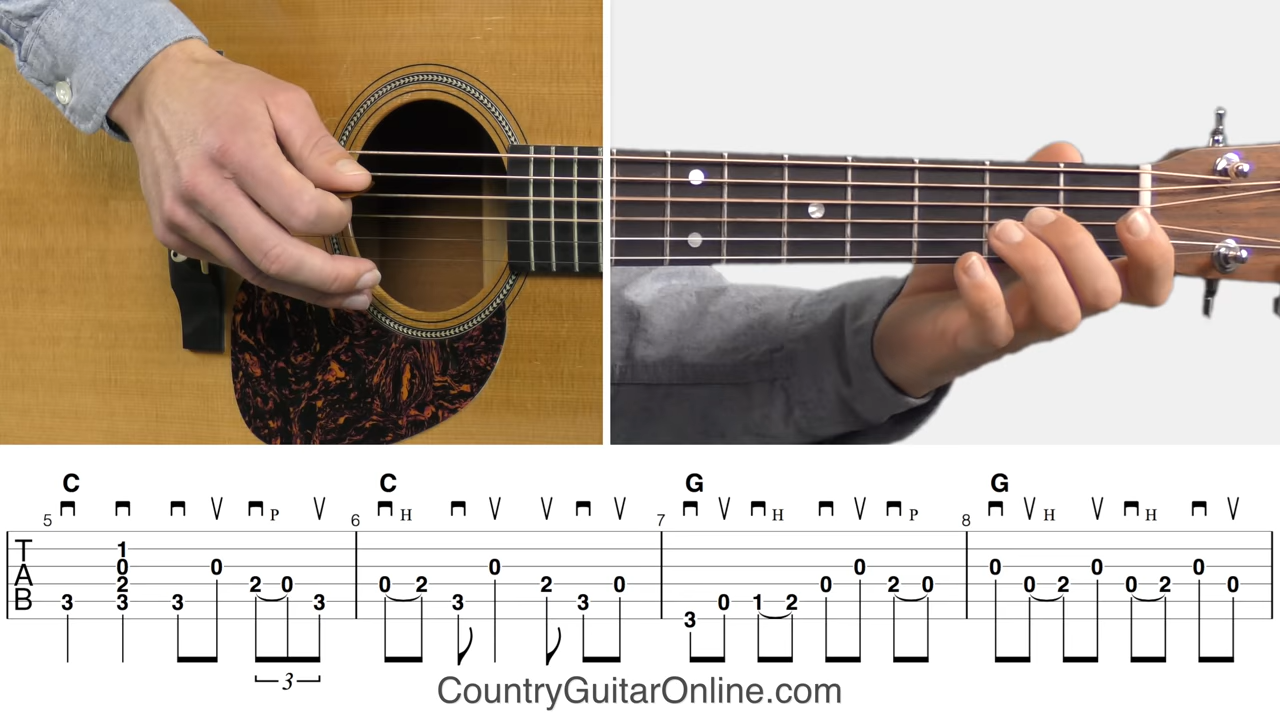 C C G G
5 P 6 H 7 H P 8 H H
T 1
0 0 0 0 0 0 0
A 2 2 0 0 2 2 0 0 2 0 0 2 0 2 0
B 3 3 3 3 3 3 0 1 2
3
3
CountryGuitarOnline.com